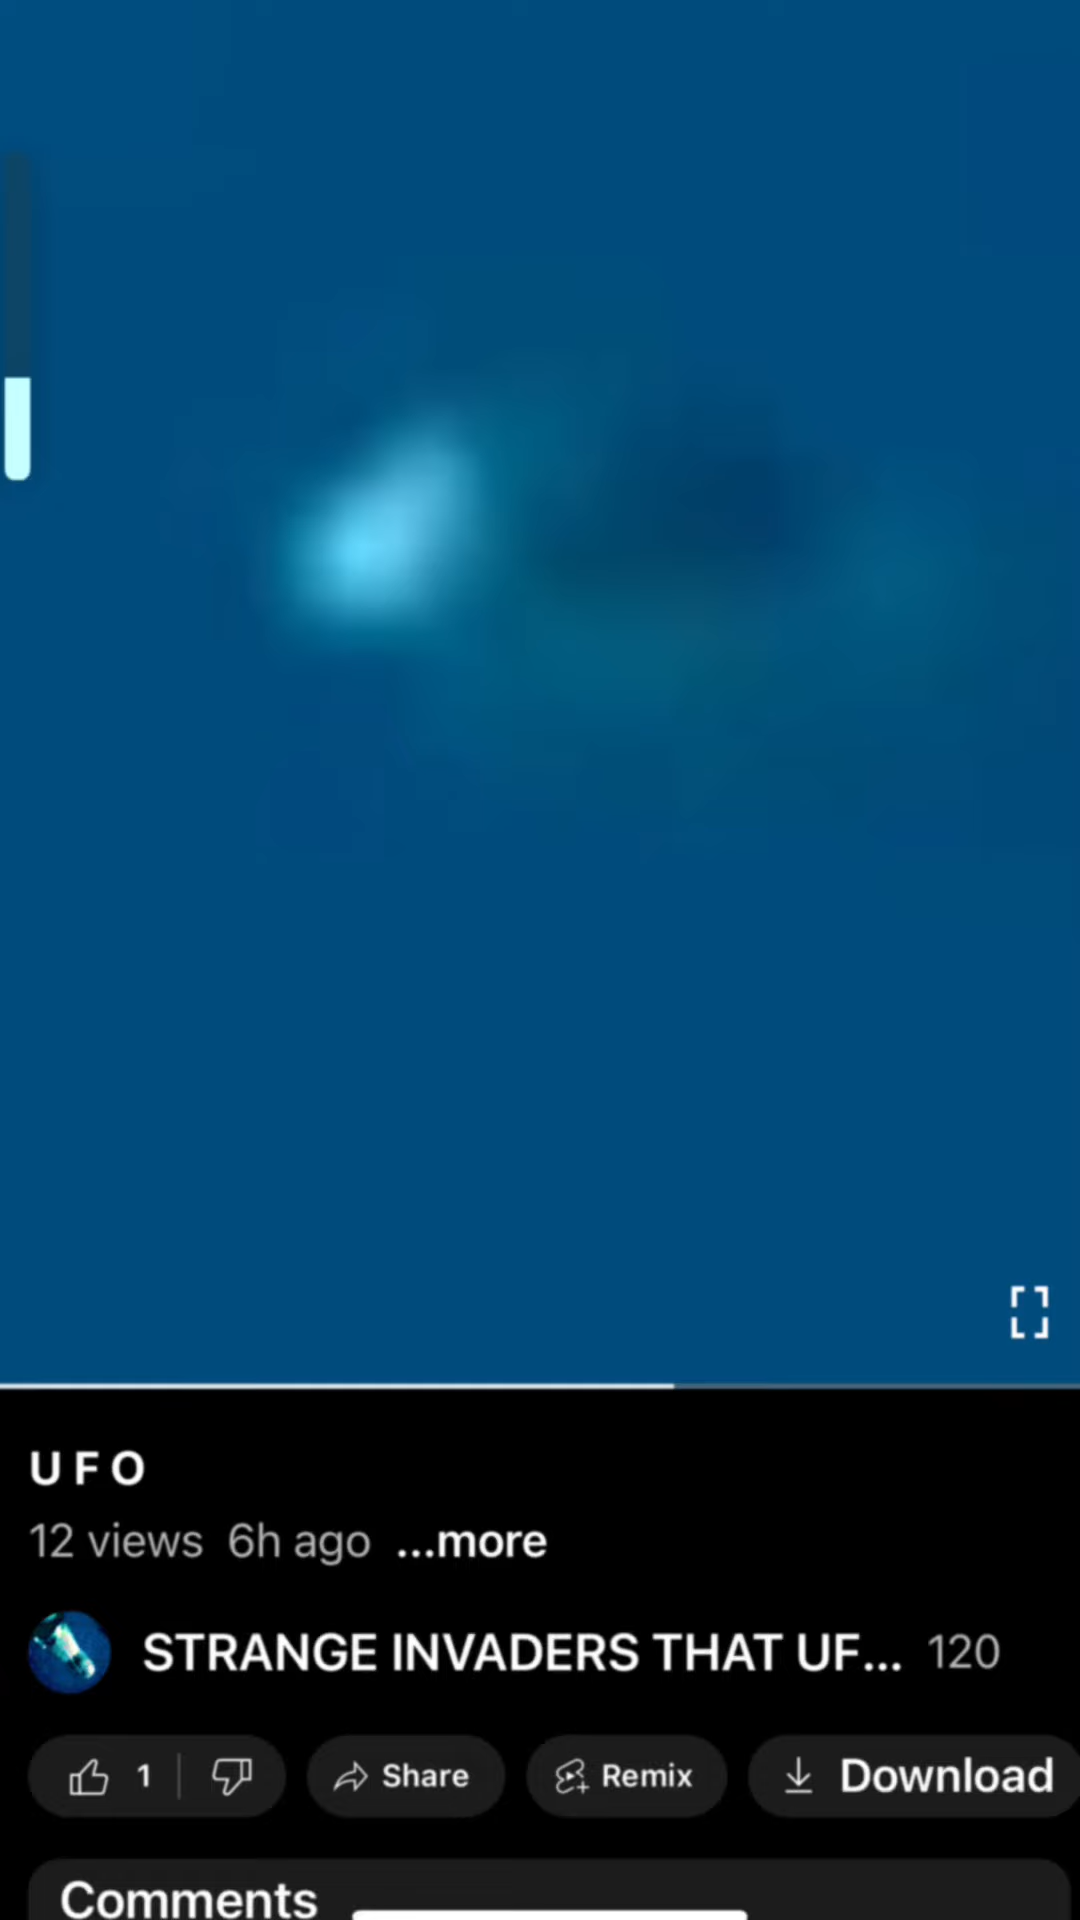 U F O
12 views 6h ago ...more
STRANGE INVADERS THAT UF... 120
1 Share Remix Download
Comments